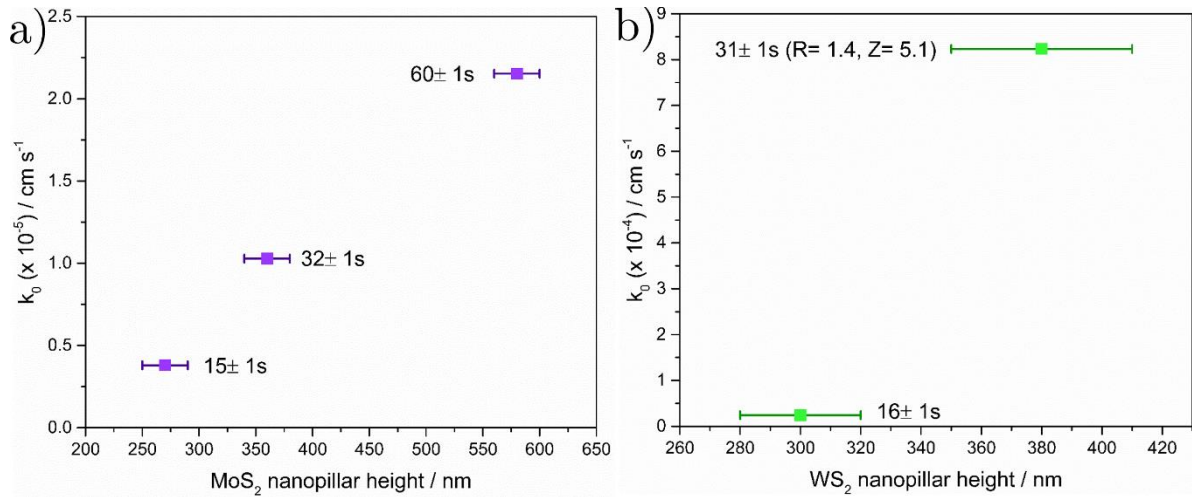 a)
2.5
2.0
1.5
1.0
0.5
0.0
k₀ (x 10⁻⁵) / cm s⁻¹
60± 1s
32± 1s
15± 1s
200 250 300 350 400 450 500 550 600 650
MoS₂ nanopillar height / nm
b)
9
8
7
6
5
4
3
2
1
0
k₀ (x 10⁻⁴) / cm s⁻¹
31± 1s (R= 1.4, Z= 5.1)
16± 1s
260 280 300 320 340 360 380 400 420
WS₂ nanopillar height / nm